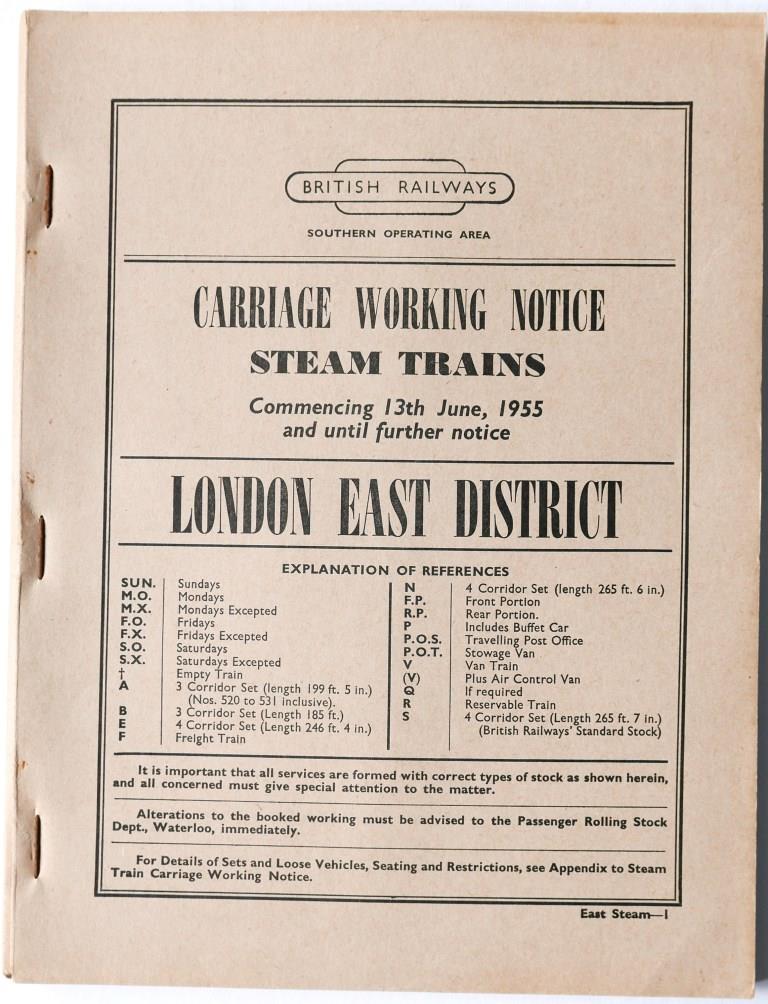 BRITISH RAILWAYS
SOUTHERN OPERATING AREA
CARRIAGE WORKING NOTICE
STEAM TRAINS
Commencing 13th June, 1955
and until further notice
LONDON EAST DISTRICT
EXPLANATION OF REFERENCES
SUN. Sundays
M.O. Mondays
M.X. Mondays Excepted
F.O. Fridays
F.X. Fridays Excepted
S.O. Saturdays
S.X. Saturdays Excepted
† Empty Train
A 3 Corridor Set (length 199 ft. 5 in.)
(Nos. 520 to 531 inclusive).
B 3 Corridor Set (Length 185 ft.)
E 4 Corridor Set (Length 246 ft. 4 in.)
F Freight Train
N 4 Corridor Set (length 265 ft. 6 in.)
F.P. Front Portion
R.P. Rear Portion.
P Includes Buffet Car
P.O.S. Travelling Post Office
P.O.T. Stowage Van
V Van Train
(V) Plus Air Control Van
Q If required
R Reservable Train
S 4 Corridor Set (Length 265 ft. 7 in.)
(British Railways' Standard Stock)
It is important that all services are formed with correct types of stock as shown herein,
and all concerned must give special attention to the matter.
Alterations to the booked working must be advised to the Passenger Rolling Stock
Dept., Waterloo, immediately.
For Details of Sets and Loose Vehicles, Seating and Restrictions, see Appendix to Steam
Train Carriage Working Notice.
East Steam—1